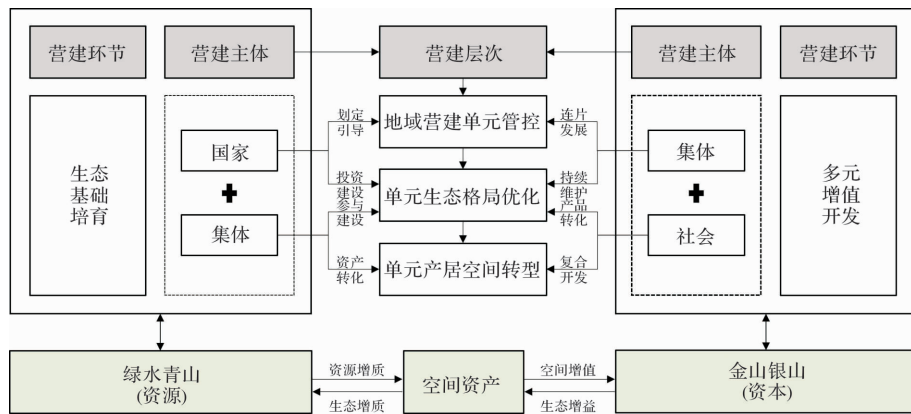 营建环节
营建主体
营建层次
营建主体
营建环节
生态
基础
培育
国家
集体
划定
引导
投资
建设
参与
建设
资产
转化
地域营建单元管控
单元生态格局优化
单元产居空间转型
连片
发展
持续
维护
产品
转化
复合
开发
集体
社会
多元
增值
开发
绿水青山
(资源)
资源增质
生态增质
空间资产
空间增值
生态增益
金山银山
(资本)